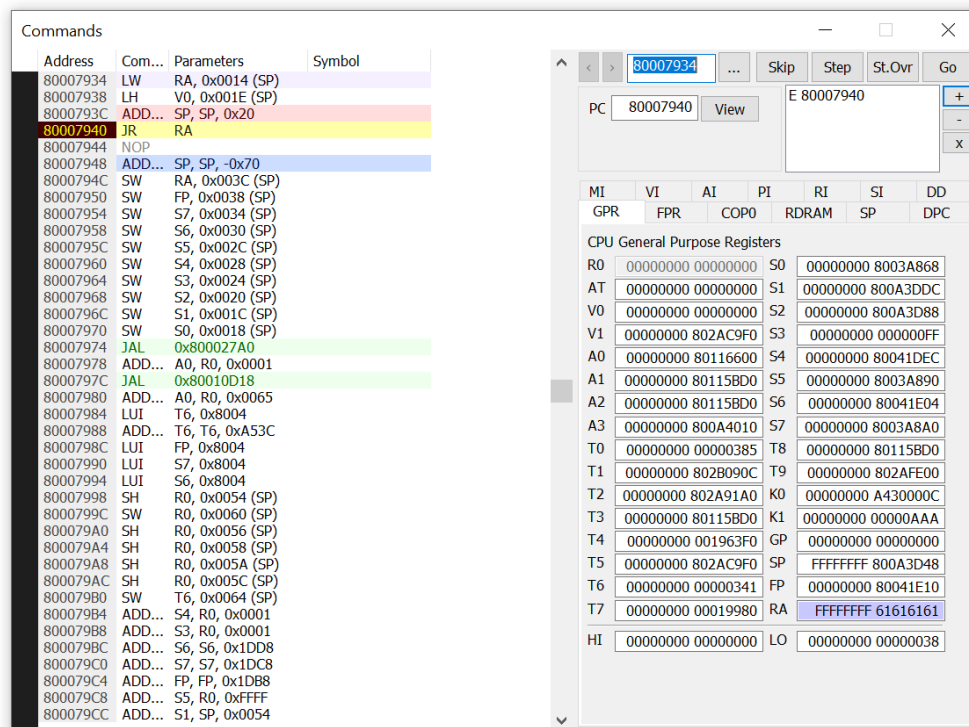 Commands
Address Com... Parameters Symbol
80007934 LW RA, 0x0014 (SP)
80007938 LH V0, 0x001E (SP)
8000793C ADD... SP, SP, 0x20
80007940 JR RA
80007944 NOP
80007948 ADD... SP, SP, -0x70
8000794C SW RA, 0x003C (SP)
80007950 SW FP, 0x0038 (SP)
80007954 SW S7, 0x0034 (SP)
80007958 SW S6, 0x0030 (SP)
8000795C SW S5, 0x002C (SP)
80007960 SW S4, 0x0028 (SP)
80007964 SW S3, 0x0024 (SP)
80007968 SW S2, 0x0020 (SP)
8000796C SW S1, 0x001C (SP)
80007970 SW S0, 0x0018 (SP)
80007974 JAL 0x800027A0
80007978 ADD... A0, R0, 0x0001
8000797C JAL 0x80010D18
80007980 ADD... A0, R0, 0x0065
80007984 LUI T6, 0x8004
80007988 ADD... T6, T6, 0xA53C
8000798C LUI FP, 0x8004
80007990 LUI S7, 0x8004
80007994 LUI S6, 0x8004
80007998 SH R0, 0x0054 (SP)
8000799C SW R0, 0x0060 (SP)
800079A0 SH R0, 0x0056 (SP)
800079A4 SH R0, 0x0058 (SP)
800079A8 SH R0, 0x005A (SP)
800079AC SH R0, 0x005C (SP)
800079B0 SW T6, 0x0064 (SP)
800079B4 ADD... S4, R0, 0x0001
800079B8 ADD... S3, R0, 0x0001
800079BC ADD... S6, S6, 0x1DD8
800079C0 ADD... S7, S7, 0x1DC8
800079C4 ADD... FP, FP, 0x1DB8
800079C8 ADD... S5, R0, 0xFFFF
800079CC ADD... S1, SP, 0x0054
< > 80007934 ... Skip Step St.Ovr Go
PC 80007940 View
E 80007940
+
-
x
MI VI AI PI RI SI DD
GPR FPR COP0 RDRAM SP DPC
CPU General Purpose Registers
R0 00000000 00000000 S0 00000000 8003A868
AT 00000000 00000000 S1 00000000 800A3DDC
V0 00000000 00000000 S2 00000000 800A3D88
V1 00000000 802AC9F0 S3 00000000 000000FF
A0 00000000 80116600 S4 00000000 80041DEC
A1 00000000 80115BD0 S5 00000000 8003A890
A2 00000000 80115BD0 S6 00000000 80041E04
A3 00000000 800A4010 S7 00000000 8003A8A0
T0 00000000 00000385 T8 00000000 80115BD0
T1 00000000 802B090C T9 00000000 802AFE00
T2 00000000 802A91A0 K0 00000000 A430000C
T3 00000000 80115BD0 K1 00000000 00000AAA
T4 00000000 001963F0 GP 00000000 00000000
T5 00000000 802AC9F0 SP FFFFFFFF 800A3D48
T6 00000000 00000341 FP 00000000 80041E10
T7 00000000 00019980 RA FFFFFFFF 61616161
HI 00000000 00000000 LO 00000000 00000038